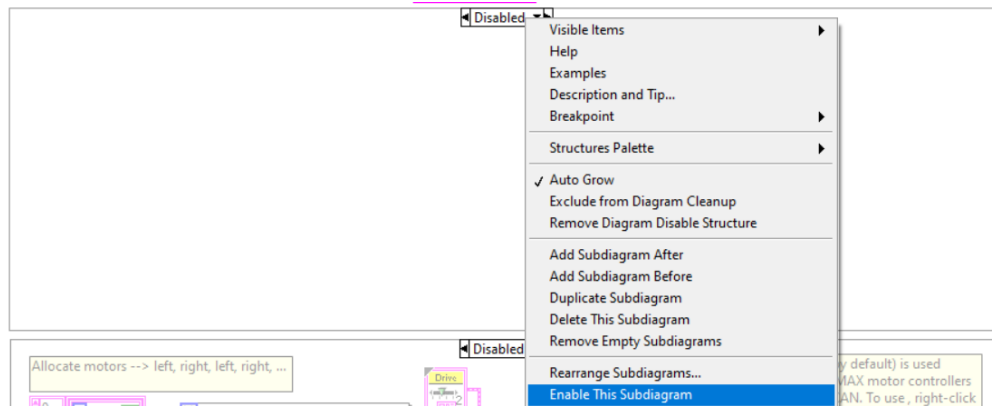 Disabled
Visible Items
Help
Examples
Description and Tip...
Breakpoint
Structures Palette
Auto Grow
Exclude from Diagram Cleanup
Remove Diagram Disable Structure
Add Subdiagram After
Add Subdiagram Before
Duplicate Subdiagram
Delete This Subdiagram
Remove Empty Subdiagrams
Rearrange Subdiagrams...
Enable This Subdiagram
Disabled
Allocate motors --> left, right, left, right, ...
Drive
2
y default) is used
MAX motor controllers
AN. To use , right-click